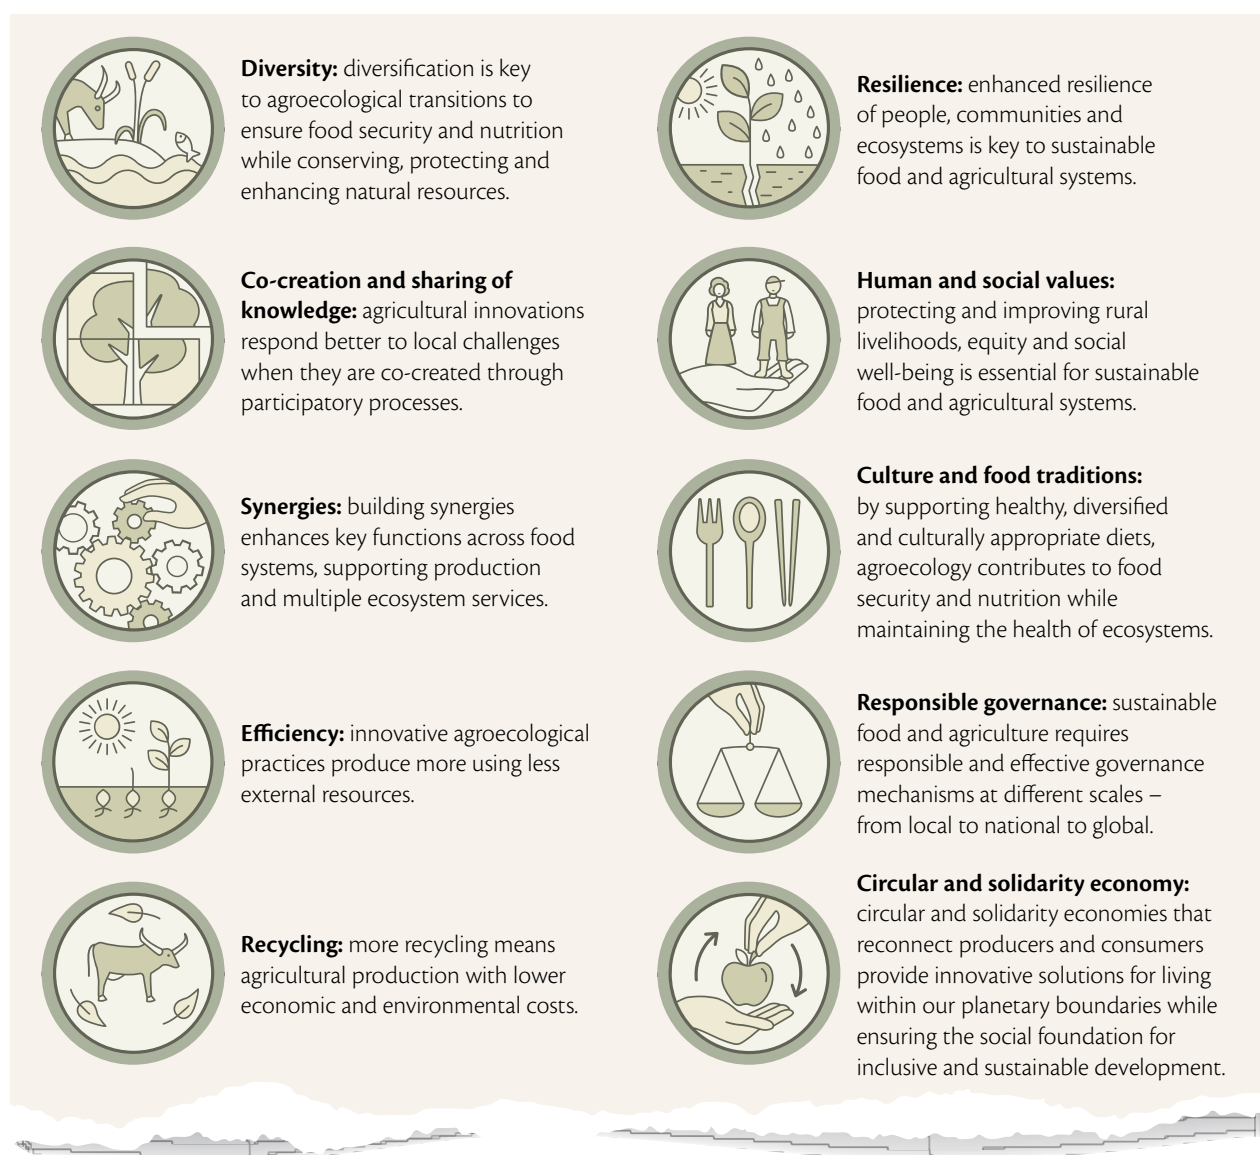 Diversity: diversification is key
to agroecological transitions to
ensure food security and nutrition
while conserving, protecting and
enhancing natural resources.
Co-creation and sharing of
knowledge: agricultural innovations
respond better to local challenges
when they are co-created through
participatory processes.
Synergies: building synergies
enhances key functions across food
systems, supporting production
and multiple ecosystem services.
Efficiency: innovative agroecological
practices produce more using less
external resources.
Recycling: more recycling means
agricultural production with lower
economic and environmental costs.
Resilience: enhanced resilience
of people, communities and
ecosystems is key to sustainable
food and agricultural systems.
Human and social values:
protecting and improving rural
livelihoods, equity and social
well-being is essential for sustainable
food and agricultural systems.
Culture and food traditions:
by supporting healthy, diversified
and culturally appropriate diets,
agroecology contributes to food
security and nutrition while
maintaining the health of ecosystems.
Responsible governance: sustainable
food and agriculture requires
responsible and effective governance
mechanisms at different scales –
from local to national to global.
Circular and solidarity economy:
circular and solidarity economies that
reconnect producers and consumers
provide innovative solutions for living
within our planetary boundaries while
ensuring the social foundation for
inclusive and sustainable development.